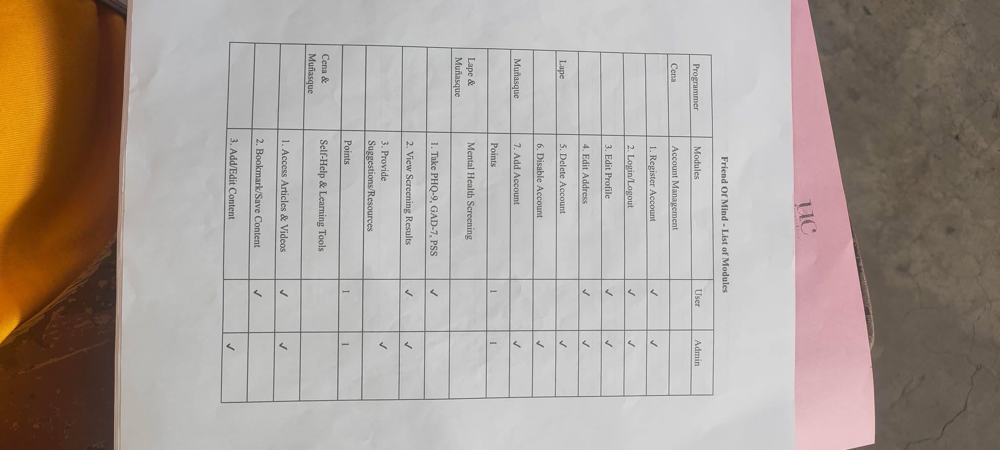 Friend Of Mind - List of Modules
Programmer Modules User Admin
Cena Account Management
1. Register Account ✓ ✓
2. Login/Logout ✓ ✓
3. Edit Profile ✓ ✓
4. Edit Address ✓ ✓
Lape 5. Delete Account ✓
6. Disable Account ✓
Muñasque 7. Add Account ✓
Points 1 1
Lape & Mental Health Screening
Muñasque
1. Take PHQ-9, GAD-7, PSS ✓
2. View Screening Results ✓ ✓
3. Provide ✓
Suggestions/Resources
Points 1 1
Cena & Self-Help & Learning Tools
Muñasque
1. Access Articles & Videos ✓ ✓
2. Bookmark/Save Content ✓
3. Add/Edit Content ✓